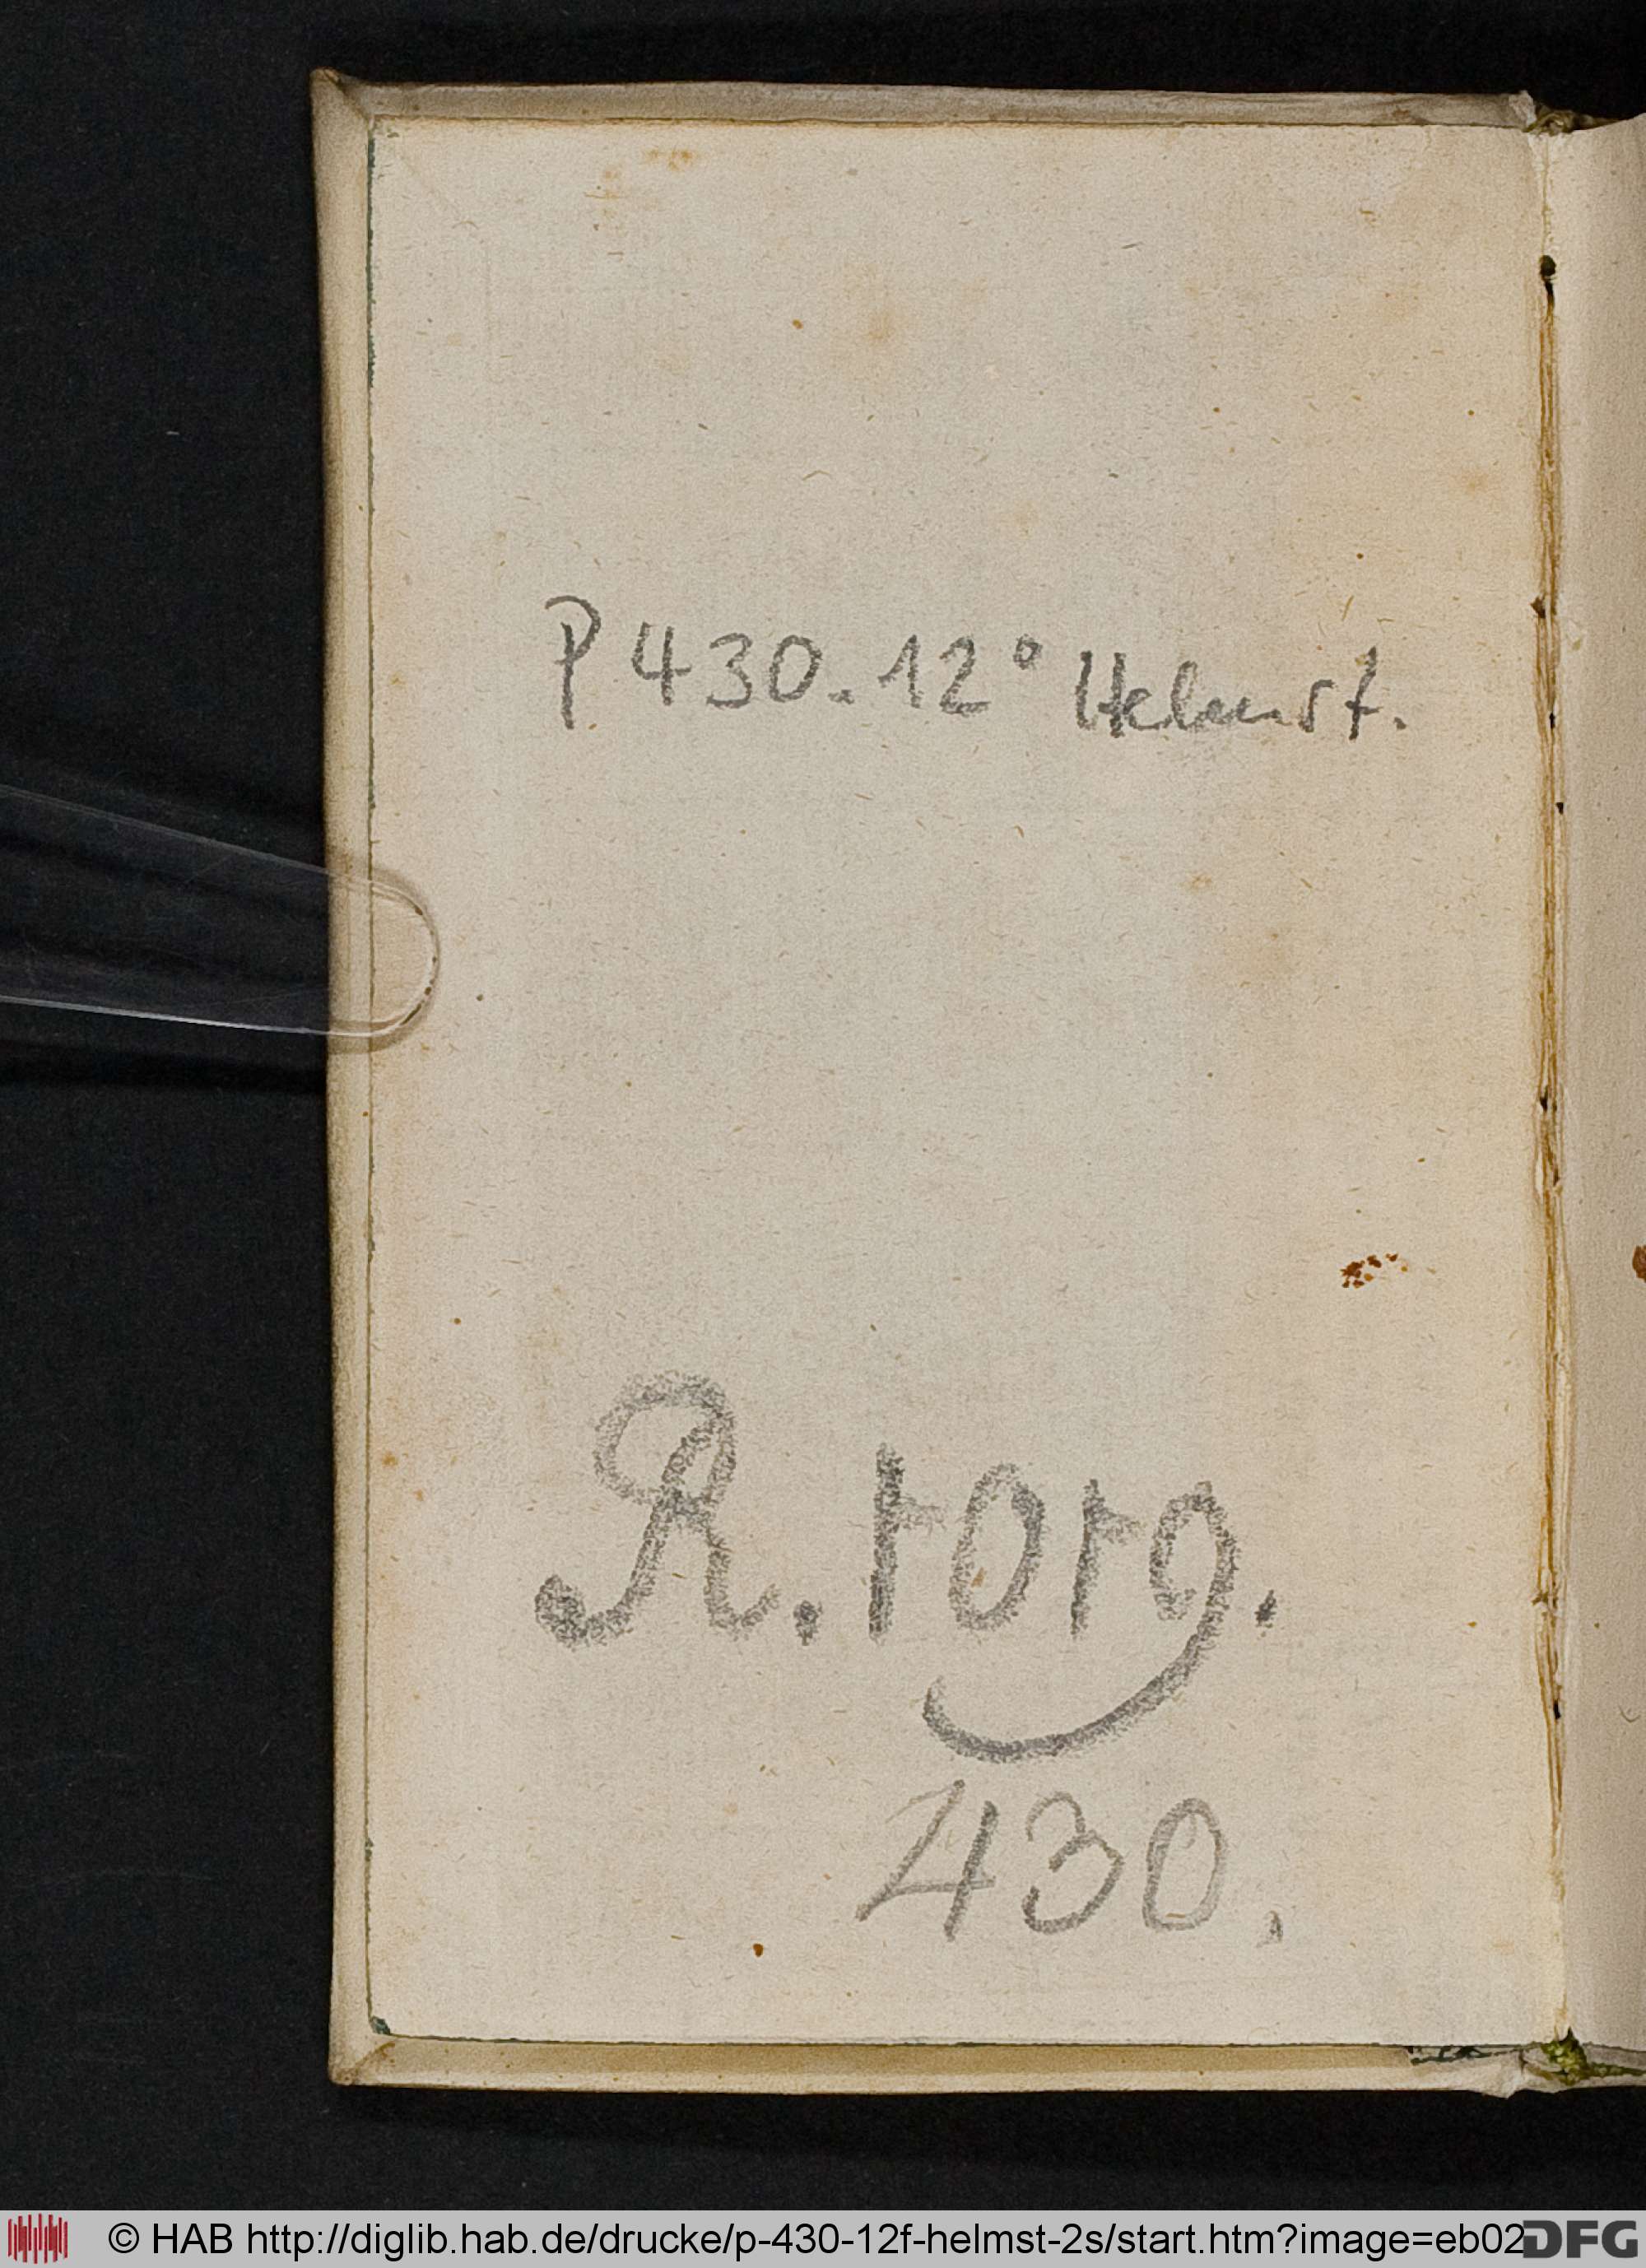 P 430.12° Helmst.
R. 1019.
430.
© HAB http://diglib.hab.de/drucke/p-430-12f-helmst-2s/start.htm?image=eb02
DFG